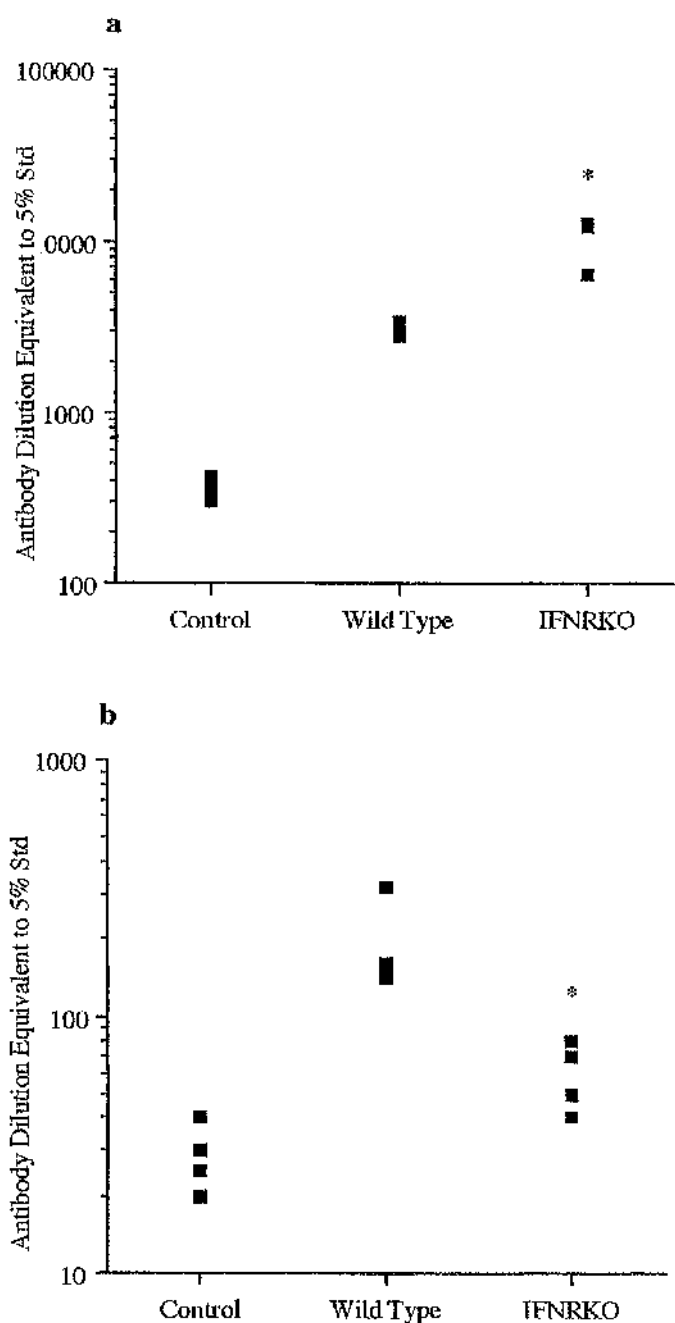 a
Antibody Dilution Equivalent to 5% Std
100000
0000
1000
100
*
Control
Wild Type
IFNRKO
b
Antibody Dilution Equivalent to 5% Std
1000
100
10
*
Control
Wild Type
IFNRKO